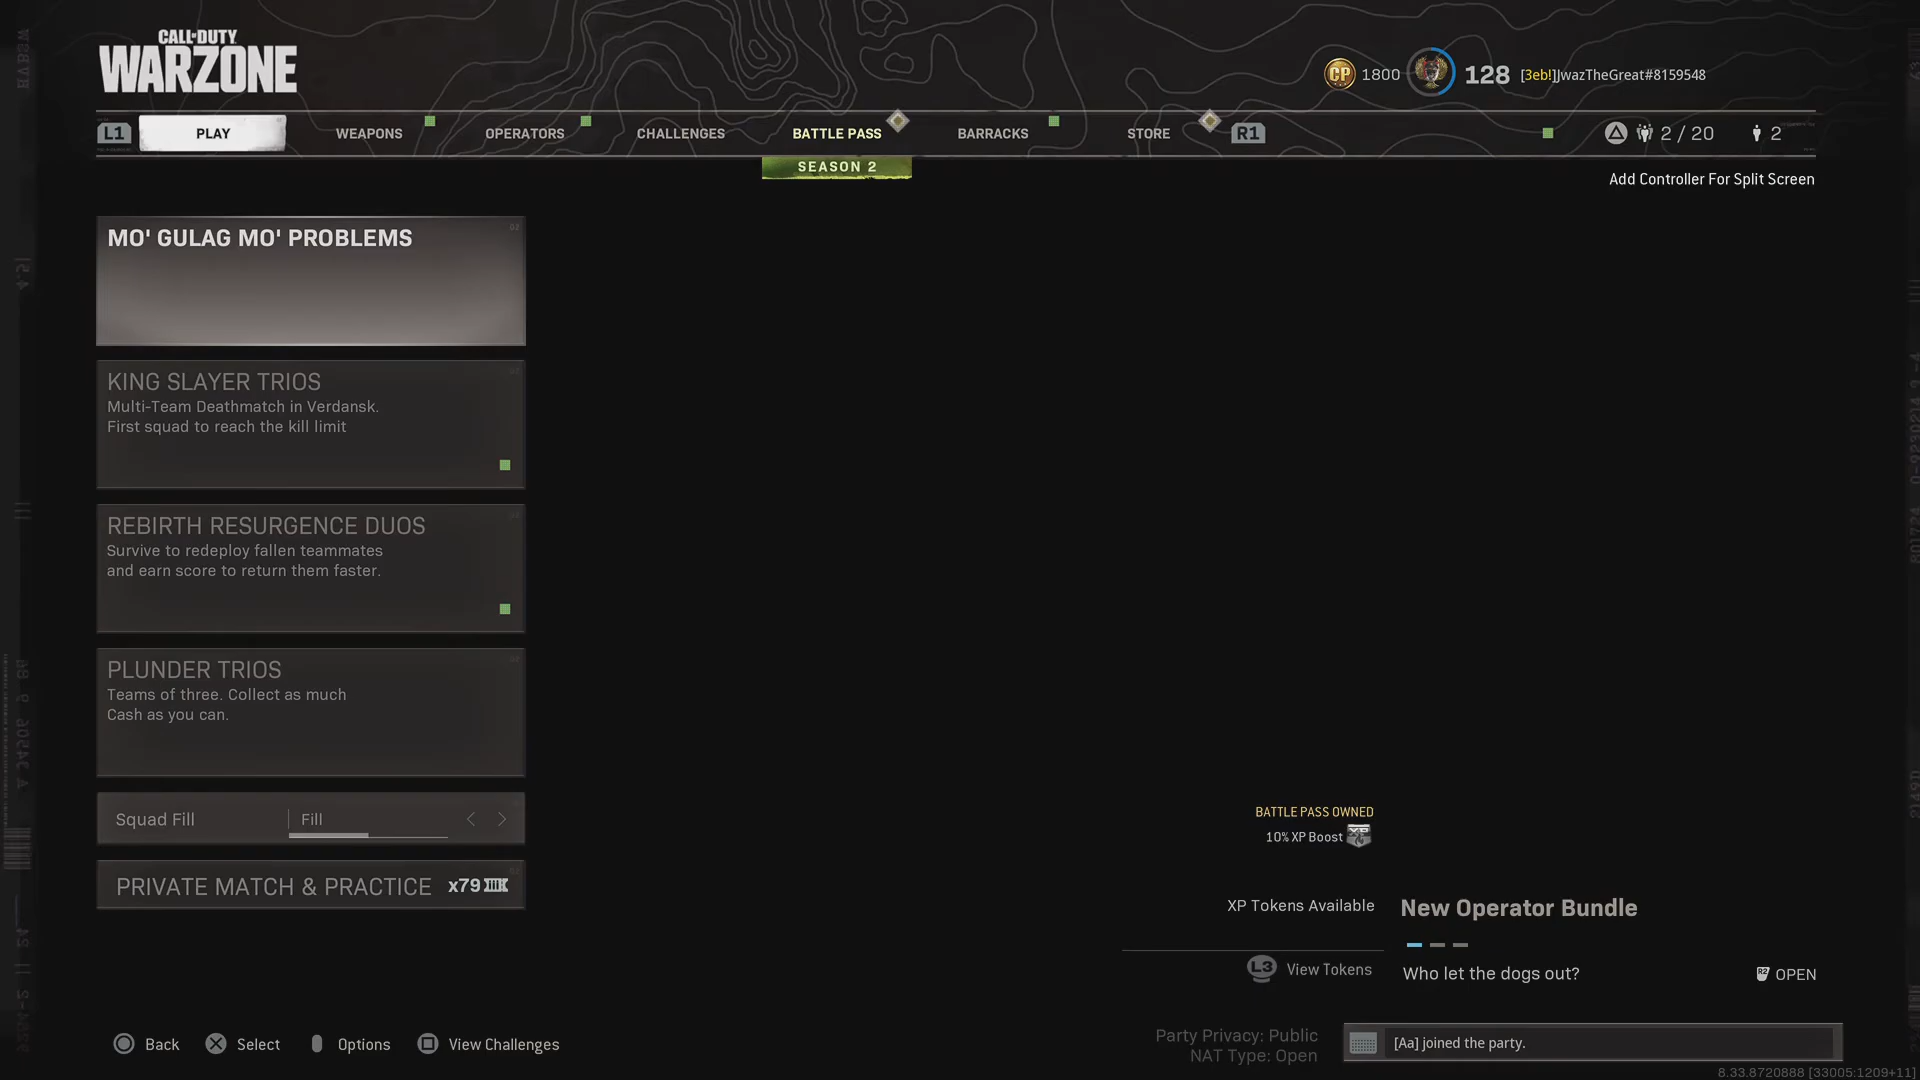 CALL OF DUTY
WARZONE
CP 1800
128
[3eb!]JwazTheGreat#8159548
L1
PLAY
WEAPONS
OPERATORS
CHALLENGES
BATTLE PASS
BARRACKS
STORE
R1
2 / 20
2
SEASON 2
Add Controller For Split Screen
MO' GULAG MO' PROBLEMS
KING SLAYER TRIOS
Multi-Team Deathmatch in Verdansk.
First squad to reach the kill limit
REBIRTH RESURGENCE DUOS
Survive to redeploy fallen teammates
and earn score to return them faster.
PLUNDER TRIOS
Teams of three. Collect as much
Cash as you can.
Squad Fill
Fill
PRIVATE MATCH & PRACTICE x79
BATTLE PASS OWNED
10% XP Boost XP
XP Tokens Available
L3 View Tokens
New Operator Bundle
Who let the dogs out?
R2 OPEN
Back
Select
Options
View Challenges
Party Privacy: Public
NAT Type: Open
[Aa] joined the party.
8.33.8720888 [33005:1209+11]